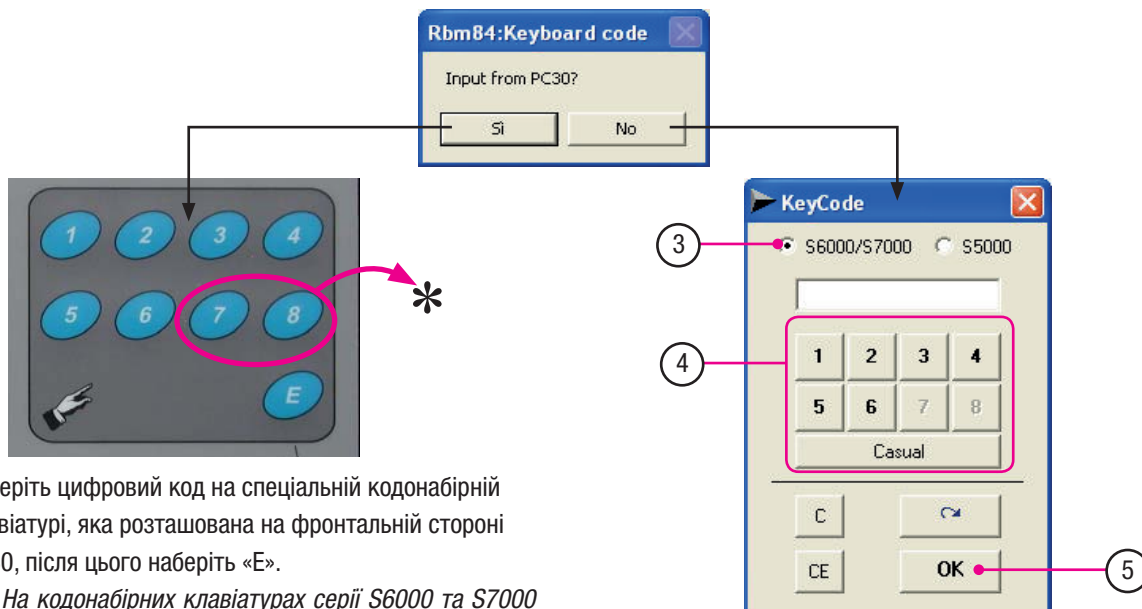 Rbm84:Keyboard code
Input from PC30?
Sì No
KeyCode
3 S6000/S7000 S5000
1 2 3 4
5 6 7 8
E
*
4
1 2 3 4
5 6 7 8
Casual
C
CE OK 5
еріть цифровий код на спеціальній кодонабірній
віатурі, яка розташована на фронтальній стороні
0, після цього наберіть «Е».
На кодонабірних клавіатурах серії S6000 та S7000